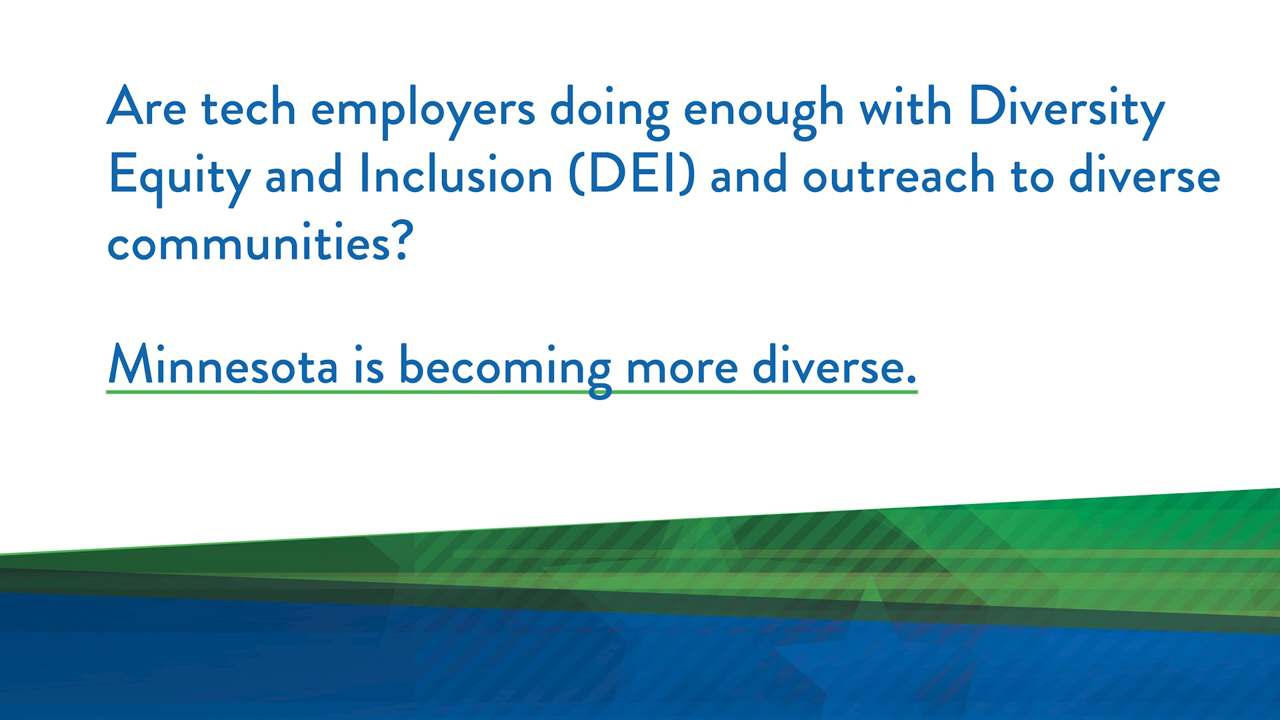 Are tech employers doing enough with Diversity
Equity and Inclusion (DEI) and outreach to diverse
communities?
Minnesota is becoming more diverse.